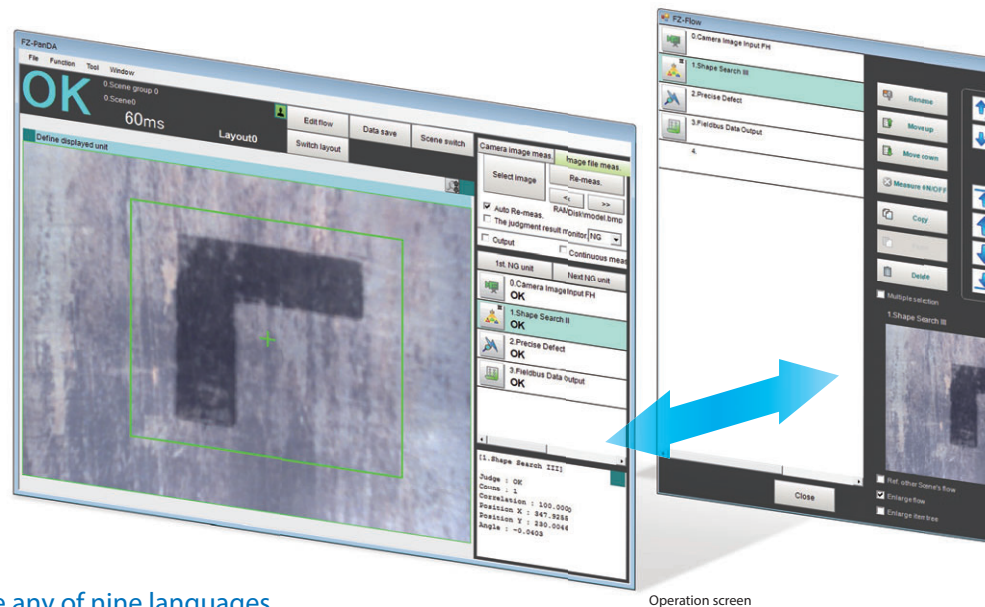 FZ-PanDA
File Function Tool Window
OK
0.Scene group 0
0.Scene0
60ms
Layout0
Edit flow
Data save
Scene switch
Switch layout
Define displayed unit
Camera image meas.
Image file meas.
Select image
Re-meas.
<< >>
Auto Re-meas.
RAMDisk\model.bmp
The judgment result monitor.
NG
Output
Continuous meas
1st. NG unit
Next NG unit
0.Camera Image Input FH
OK
1.Shape Search II
OK
2.Precise Defect
OK
3.Fieldbus Data Output
OK
[1.Shape Search III]
Judge : OK
Count : 1
Correlation : 100.000
Position X : 347.9255
Position Y : 230.0044
Angle : -0.0403
FZ-Flow
0.Camera Image Input FH
1.Shape Search III
2.Precise Defect
3.Fieldbus Data Output
4.
Rename
Move up
Move down
Measure ON/OFF
Copy
Delete
Multiple selection
1.Shape Search III
Ref. other Scene's flow
Enlarge flow
Enlarge item tree
Close
e any of nine languages
Operation screen